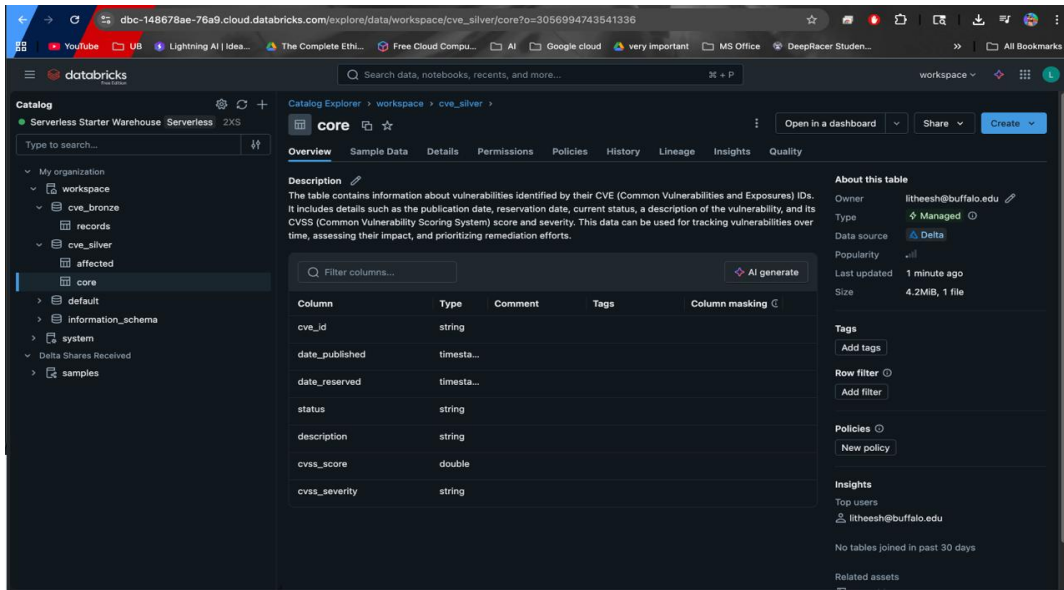 dbc-148678ae-76a9.cloud.databricks.com/explore/data/workspace/cve_silver/core?o=3056994743541336
YouTube UB Lightning AI | Idea... The Complete Ethi... Free Cloud Compu... AI Google cloud very important MS Office DeepRacer Studen... » All Bookmarks
databricks
Free Edition
Search data, notebooks, recents, and more...
⌘ + P
workspace
L
Catalog
Serverless Starter Warehouse Serverless 2XS
Type to search...
My organization
workspace
cve_bronze
records
cve_silver
affected
core
default
information_schema
system
Delta Shares Received
samples
Catalog Explorer > workspace > cve_silver >
core
Open in a dashboard
Share
Create
Overview Sample Data Details Permissions Policies History Lineage Insights Quality
Description
The table contains information about vulnerabilities identified by their CVE (Common Vulnerabilities and Exposures) IDs.
It includes details such as the publication date, reservation date, current status, a description of the vulnerability, and its
CVSS (Common Vulnerability Scoring System) score and severity. This data can be used for tracking vulnerabilities over
time, assessing their impact, and prioritizing remediation efforts.
Filter columns...
AI generate
Column Type Comment Tags Column masking
cve_id string
date_published timesta...
date_reserved timesta...
status string
description string
cvss_score double
cvss_severity string
About this table
Owner litheesh@buffalo.edu
Type Managed
Data source Delta
Popularity
Last updated 1 minute ago
Size 4.2MiB, 1 file
Tags
Add tags
Row filter
Add filter
Policies
New policy
Insights
Top users
litheesh@buffalo.edu
No tables joined in past 30 days
Related assets